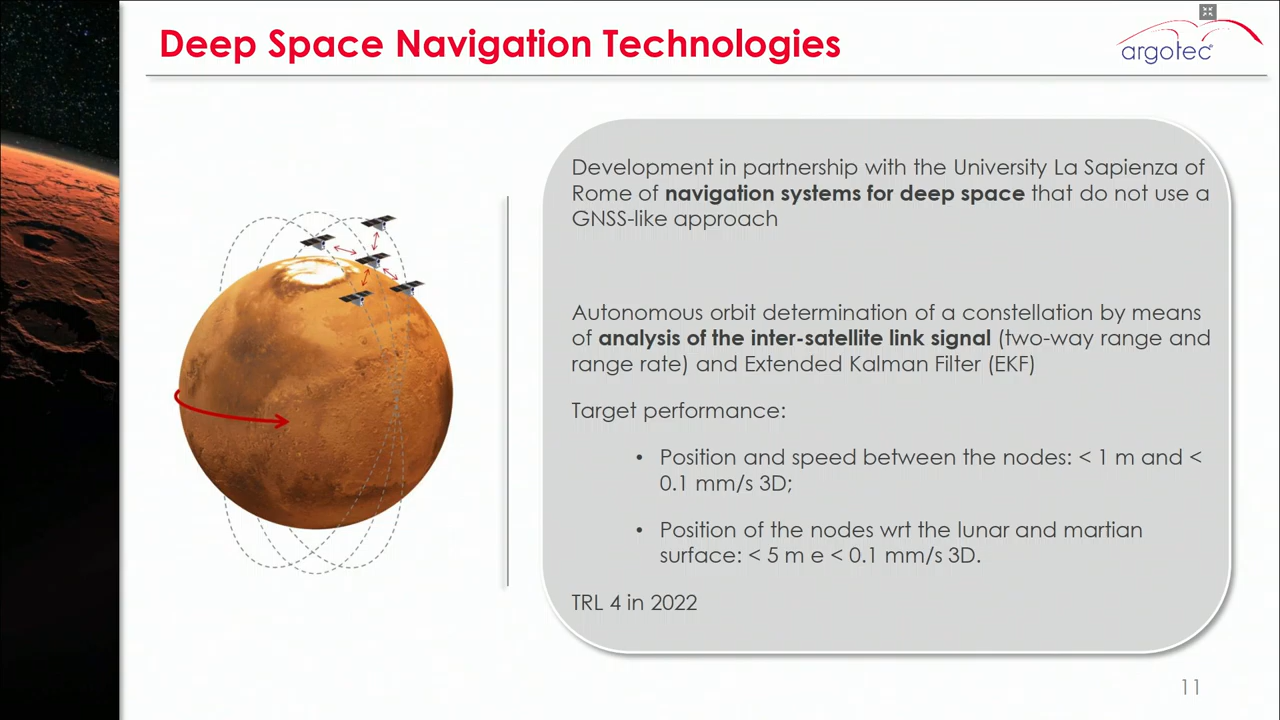 Deep Space Navigation Technologies
argotec
Development in partnership with the University La Sapienza of
Rome of navigation systems for deep space that do not use a
GNSS-like approach
Autonomous orbit determination of a constellation by means
of analysis of the inter-satellite link signal (two-way range and
range rate) and Extended Kalman Filter (EKF)
Target performance:
• Position and speed between the nodes: < 1 m and <
0.1 mm/s 3D;
• Position of the nodes wrt the lunar and martian
surface: < 5 m e < 0.1 mm/s 3D.
TRL 4 in 2022
11